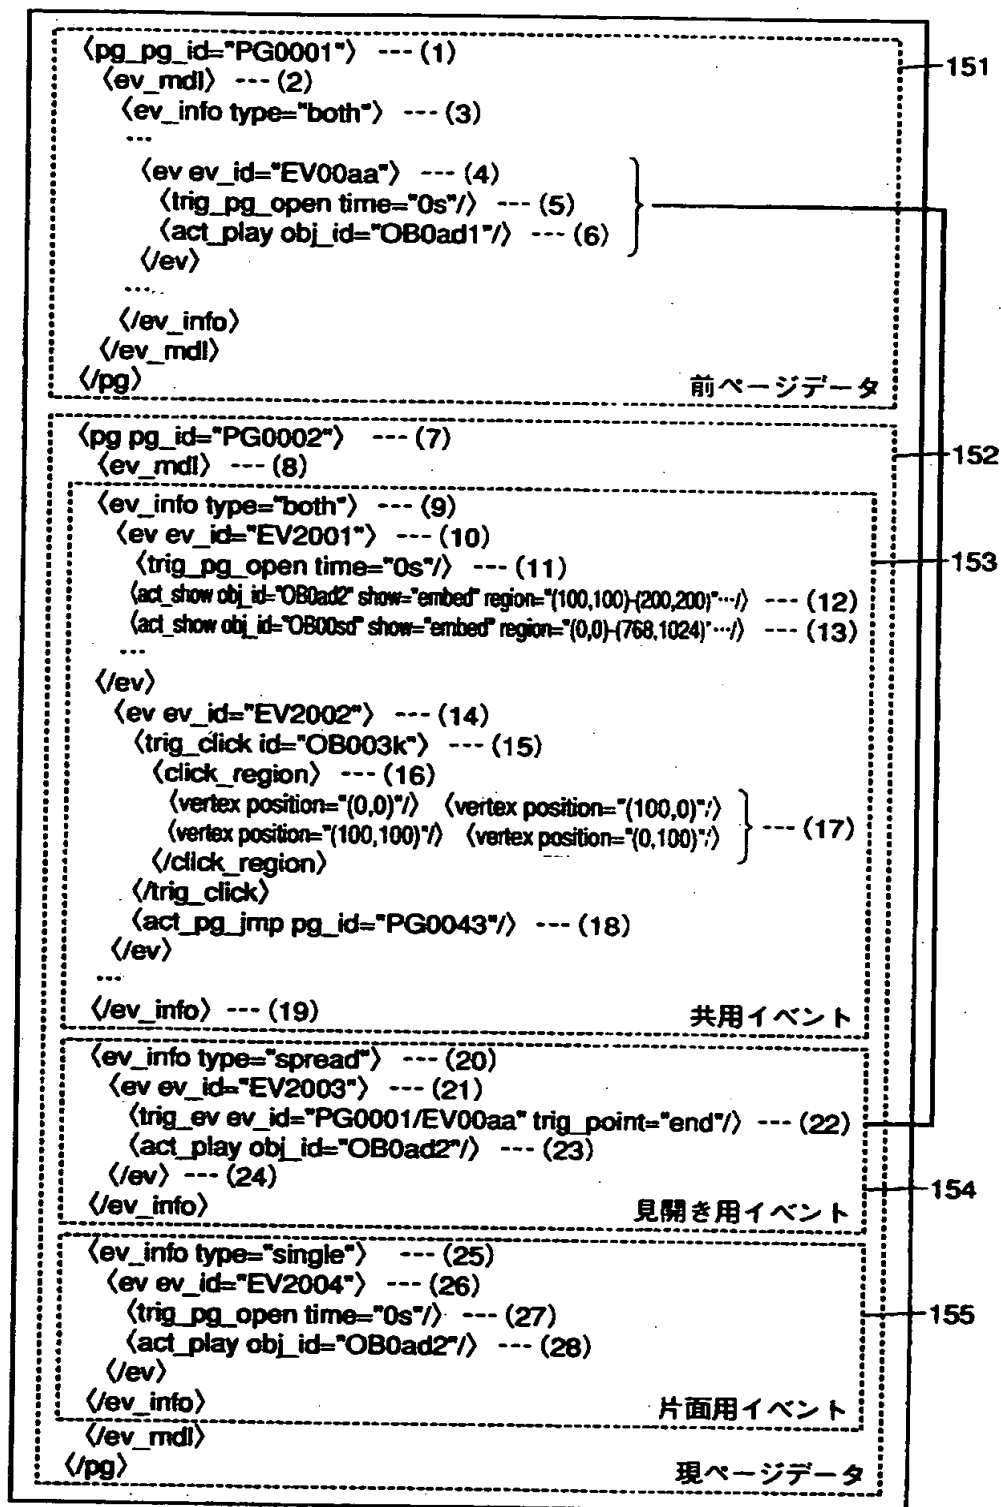 〈pg_pg_id="PG0001"〉 --- (1)
151
〈ev_mdl〉 --- (2)
〈ev_info type="both"〉 --- (3)
...
〈ev ev_id="EV00aa"〉 --- (4)
〈trig_pg_open time="0s"/〉 --- (5)
〈act_play obj_id="OB0ad1"/〉 --- (6)
〈/ev〉
....
〈/ev_info〉
〈/ev_mdl〉
〈/pg〉
前ページデータ
〈pg pg_id="PG0002"〉 --- (7)
152
〈ev_mdl〉 --- (8)
〈ev_info type="both"〉 --- (9)
〈ev ev_id="EV2001"〉 --- (10)
153
〈trig_pg_open time="0s"/〉 --- (11)
〈act_show obj_id="OB0ad2" show="embed" region="(100,100)-(200,200)"…/〉 --- (12)
〈act_show obj_id="OB00sd" show="embed" region="(0,0)-(768,1024)"…/〉 --- (13)
...
〈/ev〉
〈ev ev_id="EV2002"〉 --- (14)
〈trig_click id="OB003k"〉 --- (15)
〈click_region〉 --- (16)
〈vertex position="(0,0)"/〉 〈vertex position="(100,0)"/〉
〈vertex position="(100,100)"/〉 〈vertex position="(0,100)"/〉 --- (17)
〈/click_region〉
〈/trig_click〉
〈act_pg_jmp pg_id="PG0043"/〉 --- (18)
〈/ev〉
...
〈/ev_info〉 --- (19)
共用イベント
〈ev_info type="spread"〉 --- (20)
〈ev ev_id="EV2003"〉 --- (21)
〈trig_ev ev_id="PG0001/EV00aa" trig_point="end"/〉 --- (22)
〈act_play obj_id="OB0ad2"/〉 --- (23)
〈/ev〉 --- (24)
154
〈/ev_info〉
見開き用イベント
〈ev_info type="single"〉 --- (25)
〈ev ev_id="EV2004"〉 --- (26)
〈trig_pg_open time="0s"/〉 --- (27)
155
〈act_play obj_id="OB0ad2"/〉 --- (28)
〈/ev〉
〈/ev_info〉
片面用イベント
〈/ev_mdl〉
〈/pg〉
現ページデータ